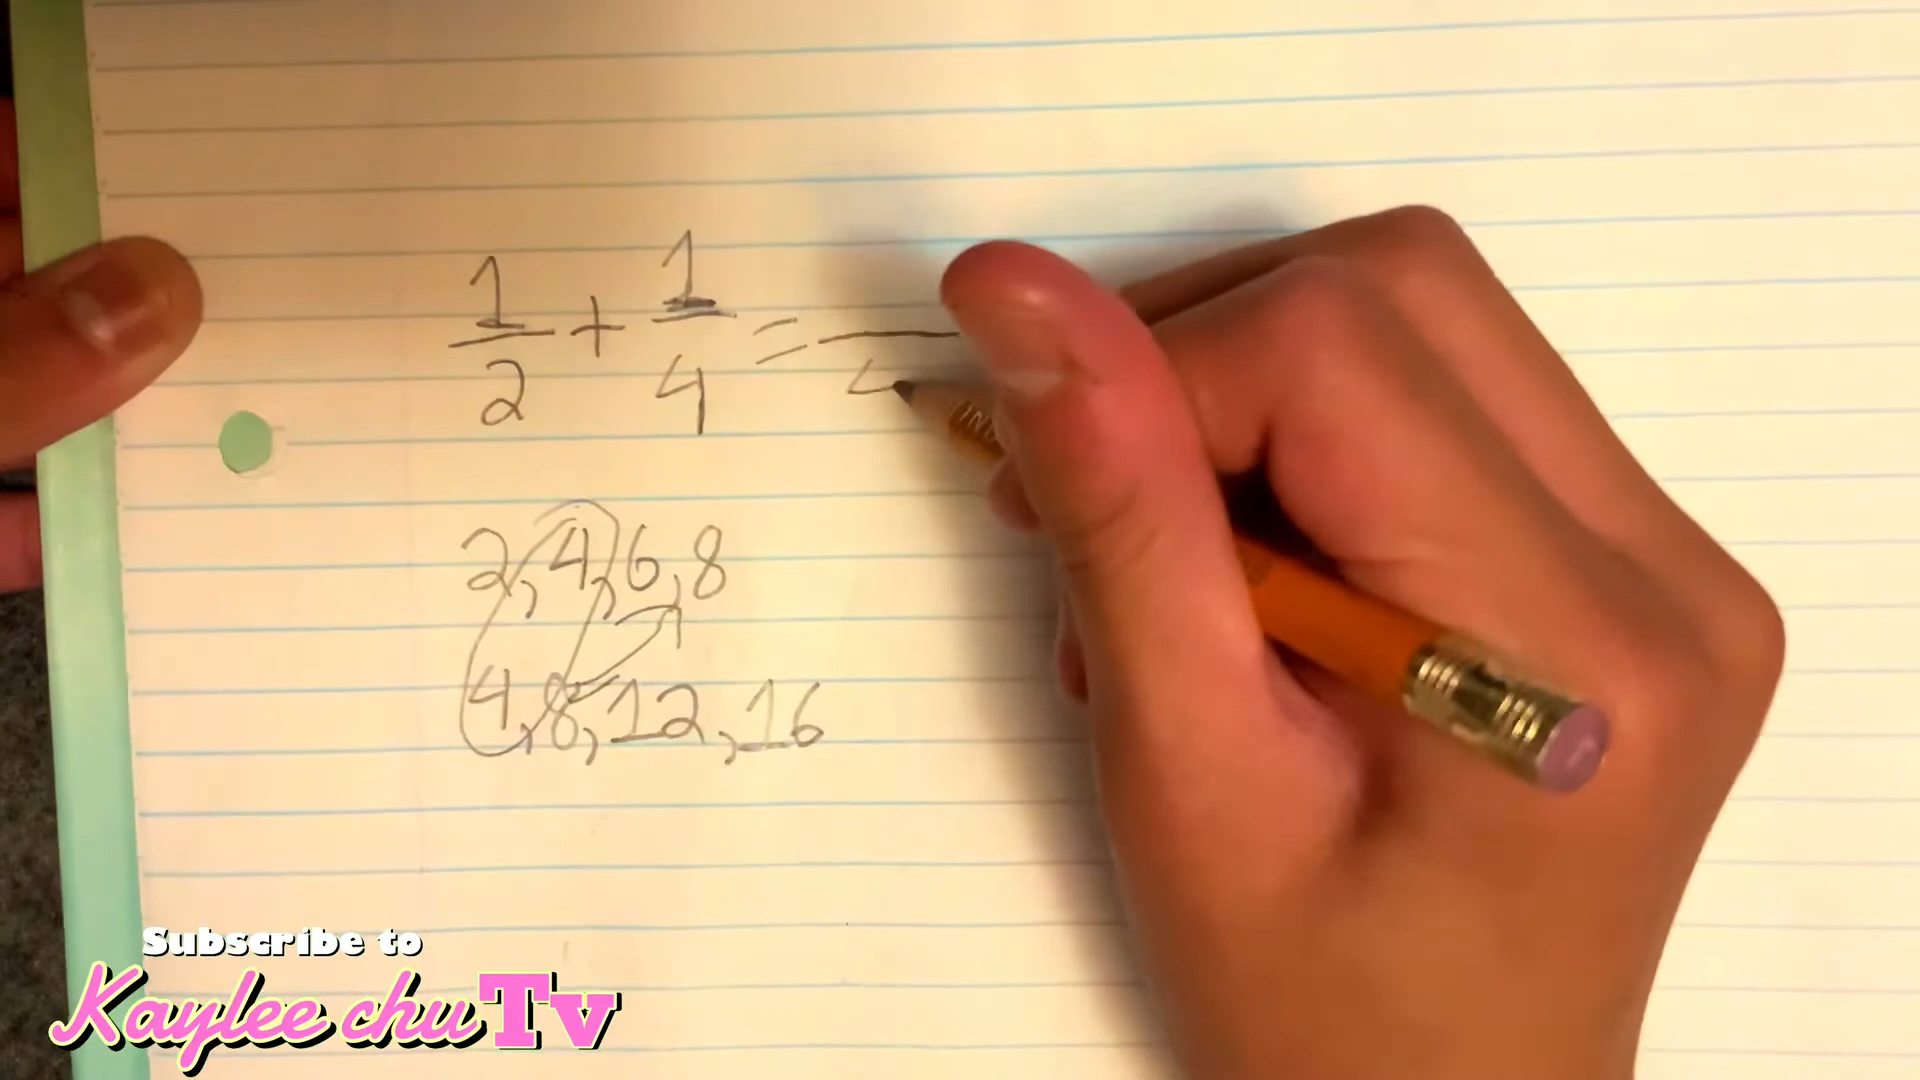 1/2 + 1/4 = /4
2, 4, 6, 8
4, 8, 12, 16
Subscribe to
Kaylee chu Tv